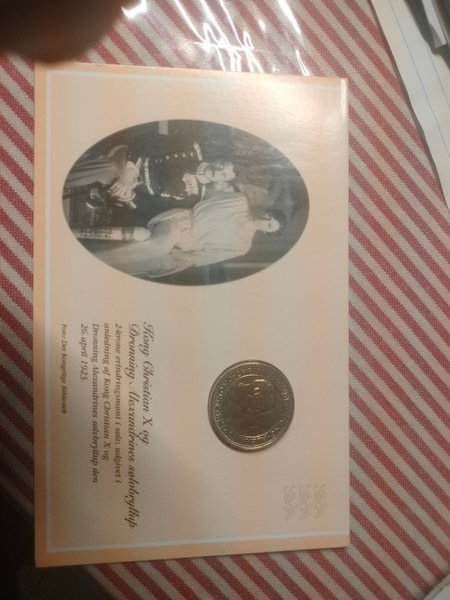 Kong Christian X og
Dronning Alexandrines sølvbryllup
2-krone erindringsmønt i sølv, udgivet i
anledning af Kong Christian X og
Dronning Alexandrines sølvbryllup den
26. april 1923.
Foto: Det Kongelige Bibliotek